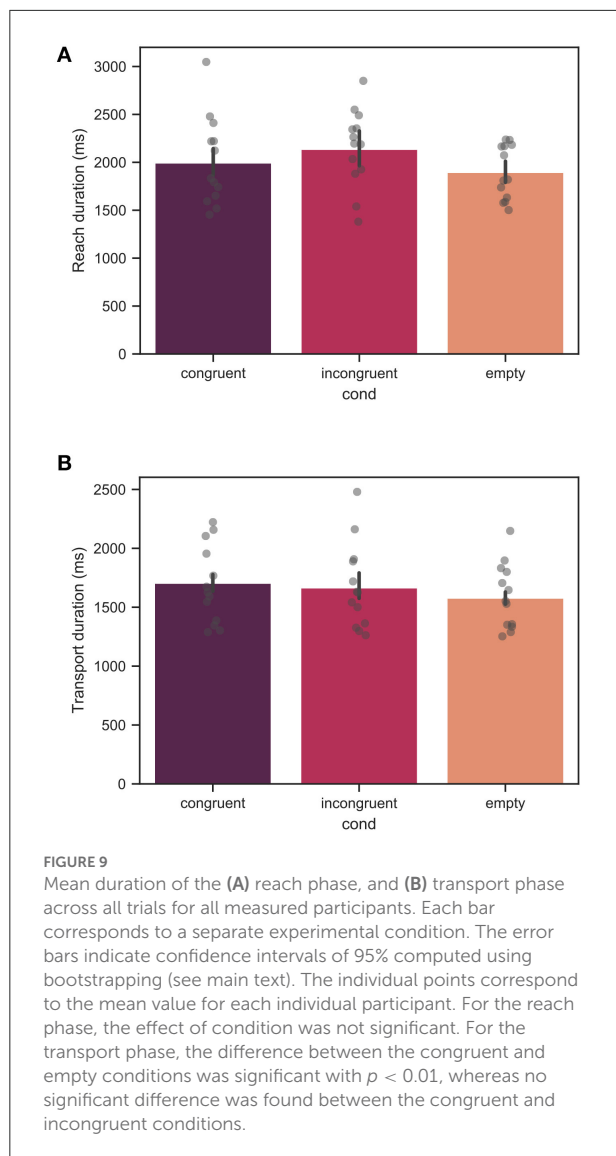 A
3000
2500
2000
1500
1000
500
0
Reach duration (ms)
congruent incongruent empty
cond
B
2500
2000
1500
1000
500
0
Transport duration (ms)
congruent incongruent empty
cond
FIGURE 9
Mean duration of the (A) reach phase, and (B) transport phase
across all trials for all measured participants. Each bar
corresponds to a separate experimental condition. The error
bars indicate confidence intervals of 95% computed using
bootstrapping (see main text). The individual points correspond
to the mean value for each individual participant. For the reach
phase, the effect of condition was not significant. For the
transport phase, the difference between the congruent and
empty conditions was significant with p < 0.01, whereas no
significant difference was found between the congruent and
incongruent conditions.